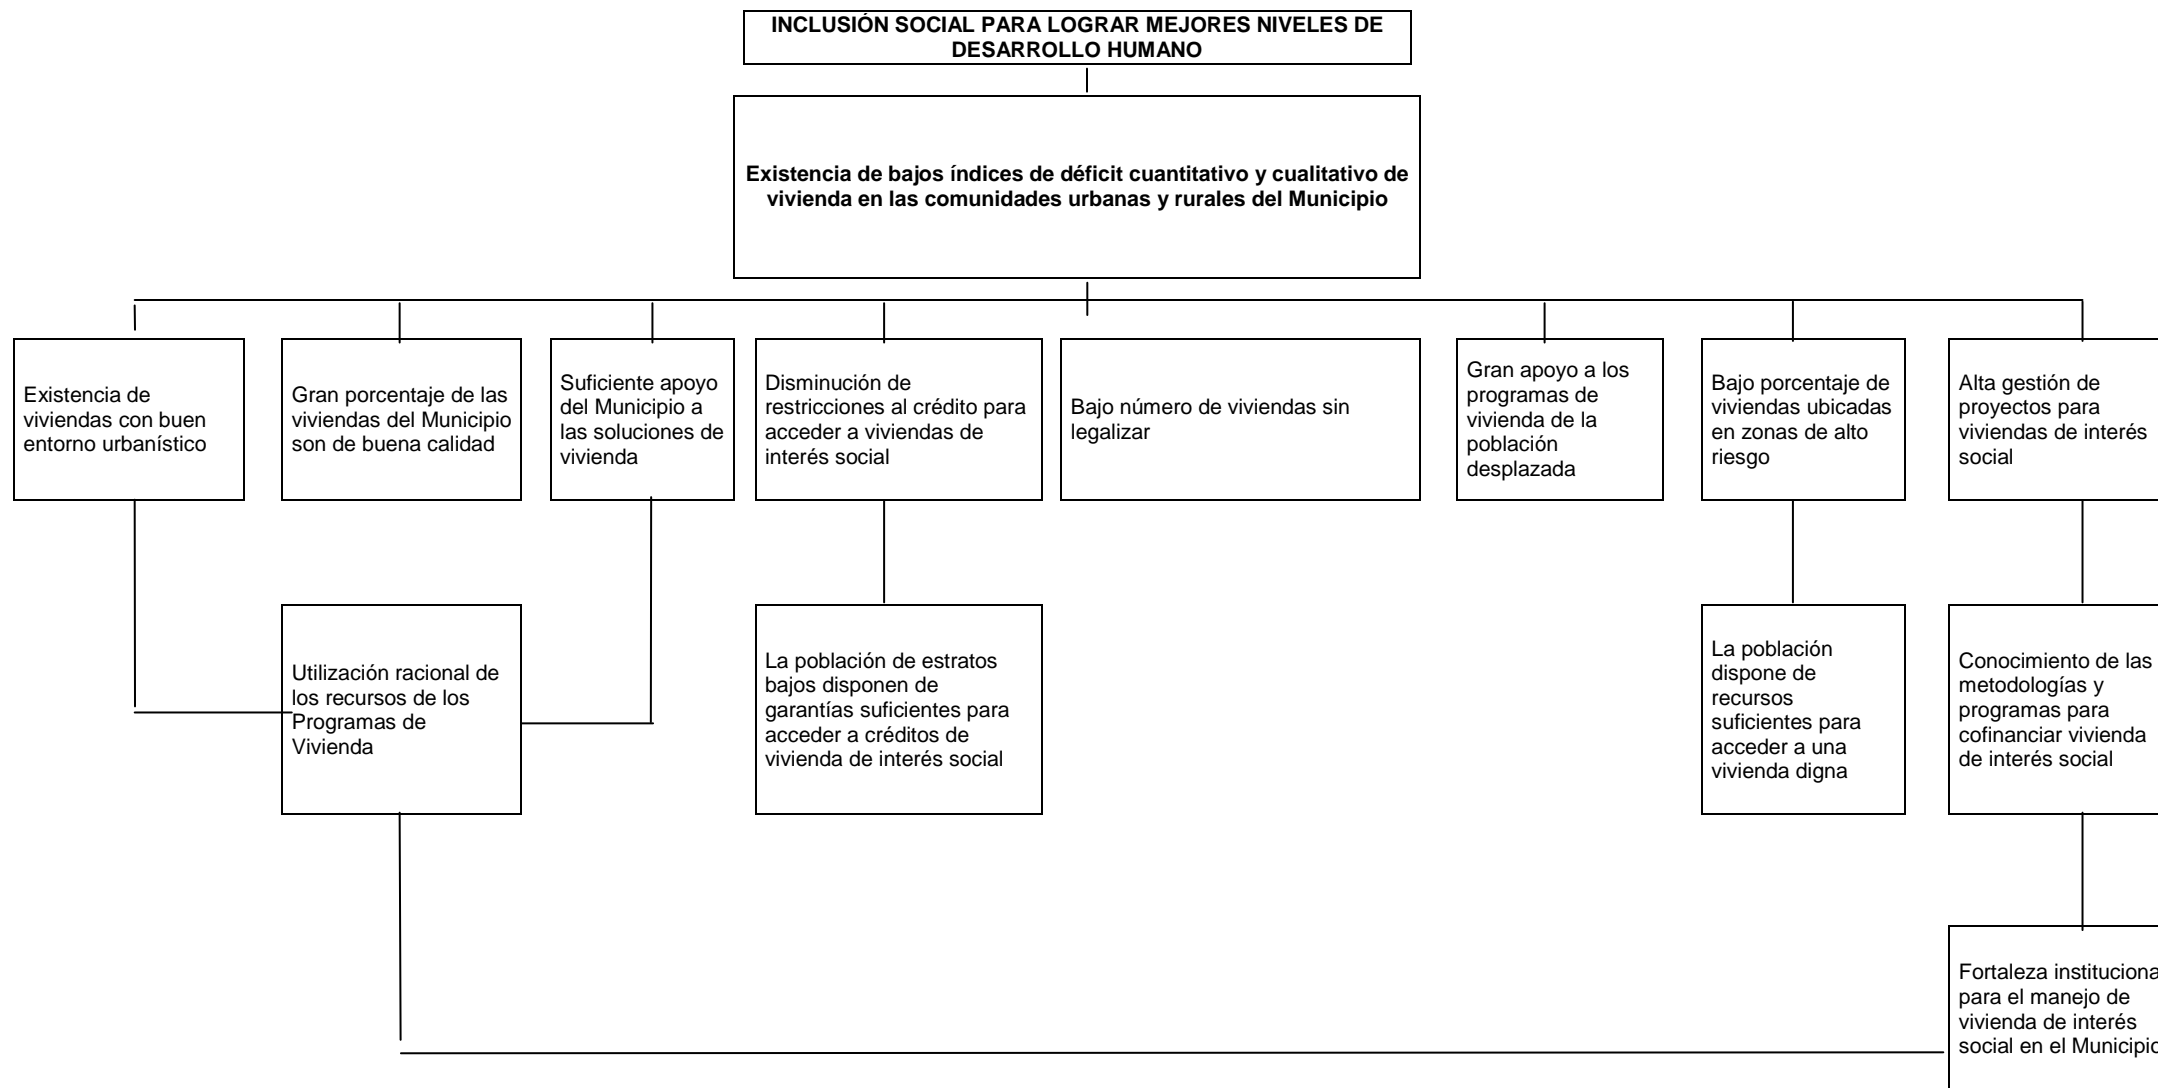 INCLUSIÓN SOCIAL PARA LOGRAR MEJORES NIVELES DE
DESARROLLO HUMANO
Existencia de bajos índices de déficit cuantitativo y cualitativo de
vivienda en las comunidades urbanas y rurales del Municipio
Existencia de
viviendas con buen
entorno urbanístico
Gran porcentaje de las
viviendas del Municipio
son de buena calidad
Suficiente apoyo
del Municipio a
las soluciones de
vivienda
Disminución de
restricciones al crédito para
acceder a viviendas de
interés social
Bajo número de viviendas sin
legalizar
Gran apoyo a los
programas de
vivienda de la
población
desplazada
Bajo porcentaje de
viviendas ubicadas
en zonas de alto
riesgo
Alta gestión de
proyectos para
viviendas de interés
social
Utilización racional de
los recursos de los
Programas de
Vivienda
La población de estratos
bajos disponen de
garantías suficientes para
acceder a créditos de
vivienda de interés social
La población
dispone de
recursos
suficientes para
acceder a una
vivienda digna
Conocimiento de las
metodologías y
programas para
cofinanciar vivienda
de interés social
Fortaleza instituciona
para el manejo de
vivienda de interés
social en el Municipio